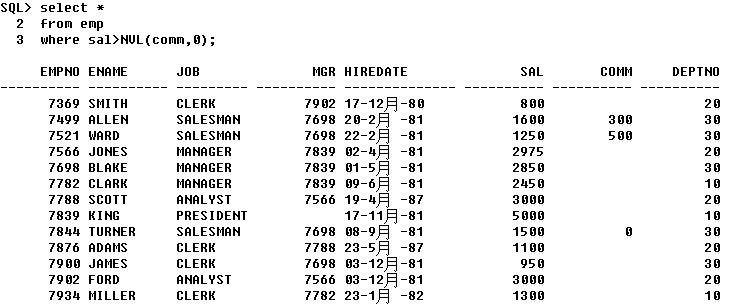 SQL> select *
  2  from emp
  3  where sal>NVL(comm,0);
     EMPNO ENAME      JOB              MGR HIREDATE              SAL       COMM     DEPTNO
---------- ---------- --------- ---------- -------------- ---------- ---------- ----------
      7369 SMITH      CLERK           7902 17-12月-80            800                    20
      7499 ALLEN      SALESMAN        7698 20-2月 -81           1600        300         30
      7521 WARD       SALESMAN        7698 22-2月 -81           1250        500         30
      7566 JONES      MANAGER         7839 02-4月 -81           2975                    20
      7698 BLAKE      MANAGER         7839 01-5月 -81           2850                    30
      7782 CLARK      MANAGER         7839 09-6月 -81           2450                    10
      7788 SCOTT      ANALYST         7566 19-4月 -87           3000                    20
      7839 KING       PRESIDENT            17-11月-81           5000                    10
      7844 TURNER     SALESMAN        7698 08-9月 -81           1500          0         30
      7876 ADAMS      CLERK           7788 23-5月 -87           1100                    20
      7900 JAMES      CLERK           7698 03-12月-81            950                    30
      7902 FORD       ANALYST         7566 03-12月-81           3000                    20
      7934 MILLER     CLERK           7782 23-1月 -82           1300                    10